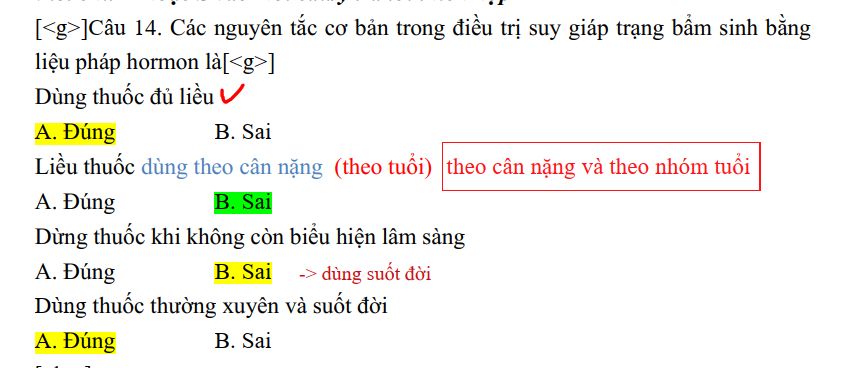 [<g>]Câu 14. Các nguyên tắc cơ bản trong điều trị suy giáp trạng bẩm sinh bằng
liệu pháp hormon là[<g>]
Dùng thuốc đủ liều
A. Đúng B. Sai
Liều thuốc dùng theo cân nặng (theo tuổi) theo cân nặng và theo nhóm tuổi
A. Đúng B. Sai
Dừng thuốc khi không còn biểu hiện lâm sàng
A. Đúng B. Sai -> dùng suốt đời
Dùng thuốc thường xuyên và suốt đời
A. Đúng B. Sai